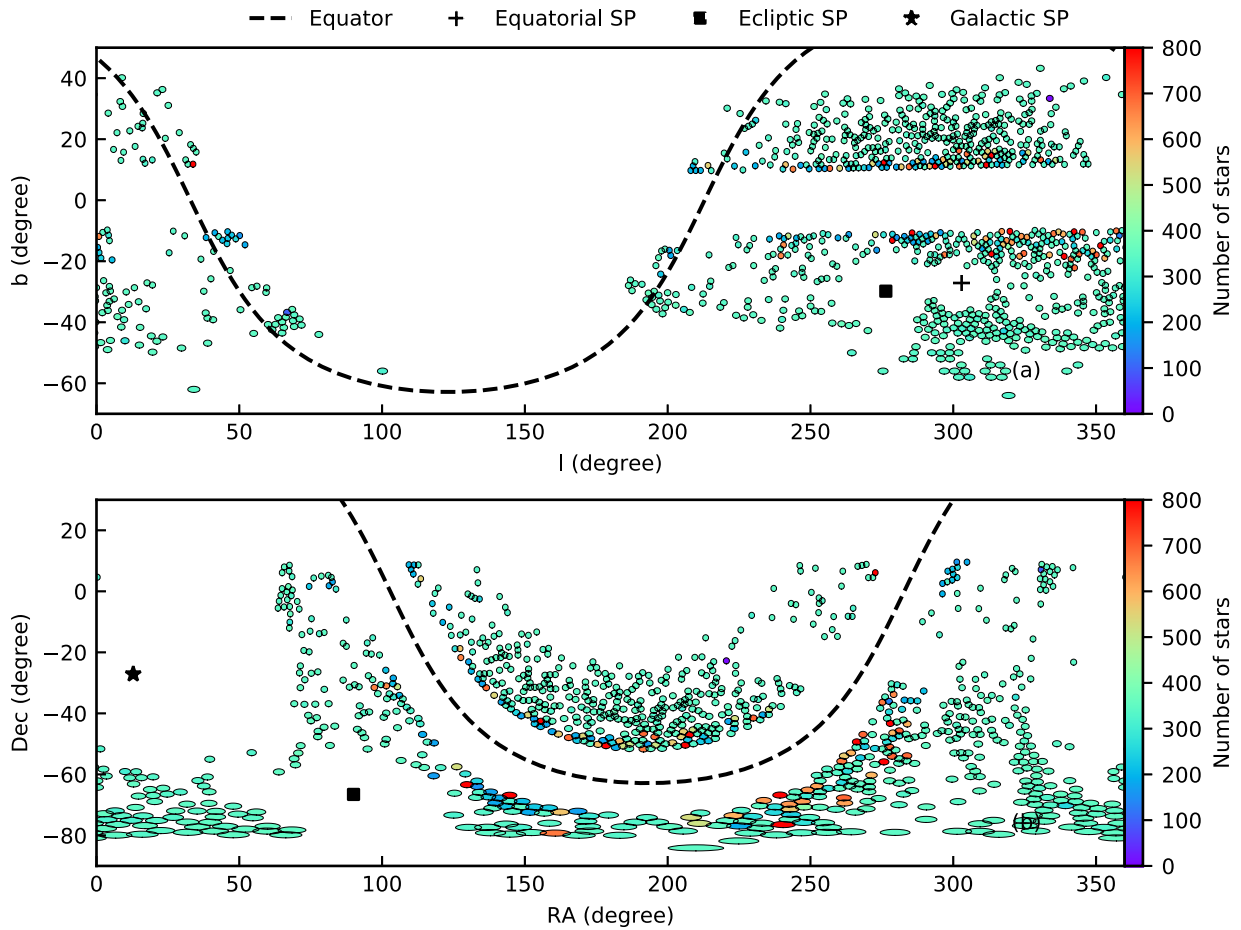 Equator Equatorial SP Ecliptic SP Galactic SP
40
20
0
−20
−40
−60
b (degree)
0 50 100 150 200 250 300 350
l (degree)
(a)
800
700
600
500
400
300
200
100
0
Number of stars
20
0
−20
−40
−60
−80
Dec (degree)
0 50 100 150 200 250 300 350
RA (degree)
(b)
800
700
600
500
400
300
200
100
0
Number of stars